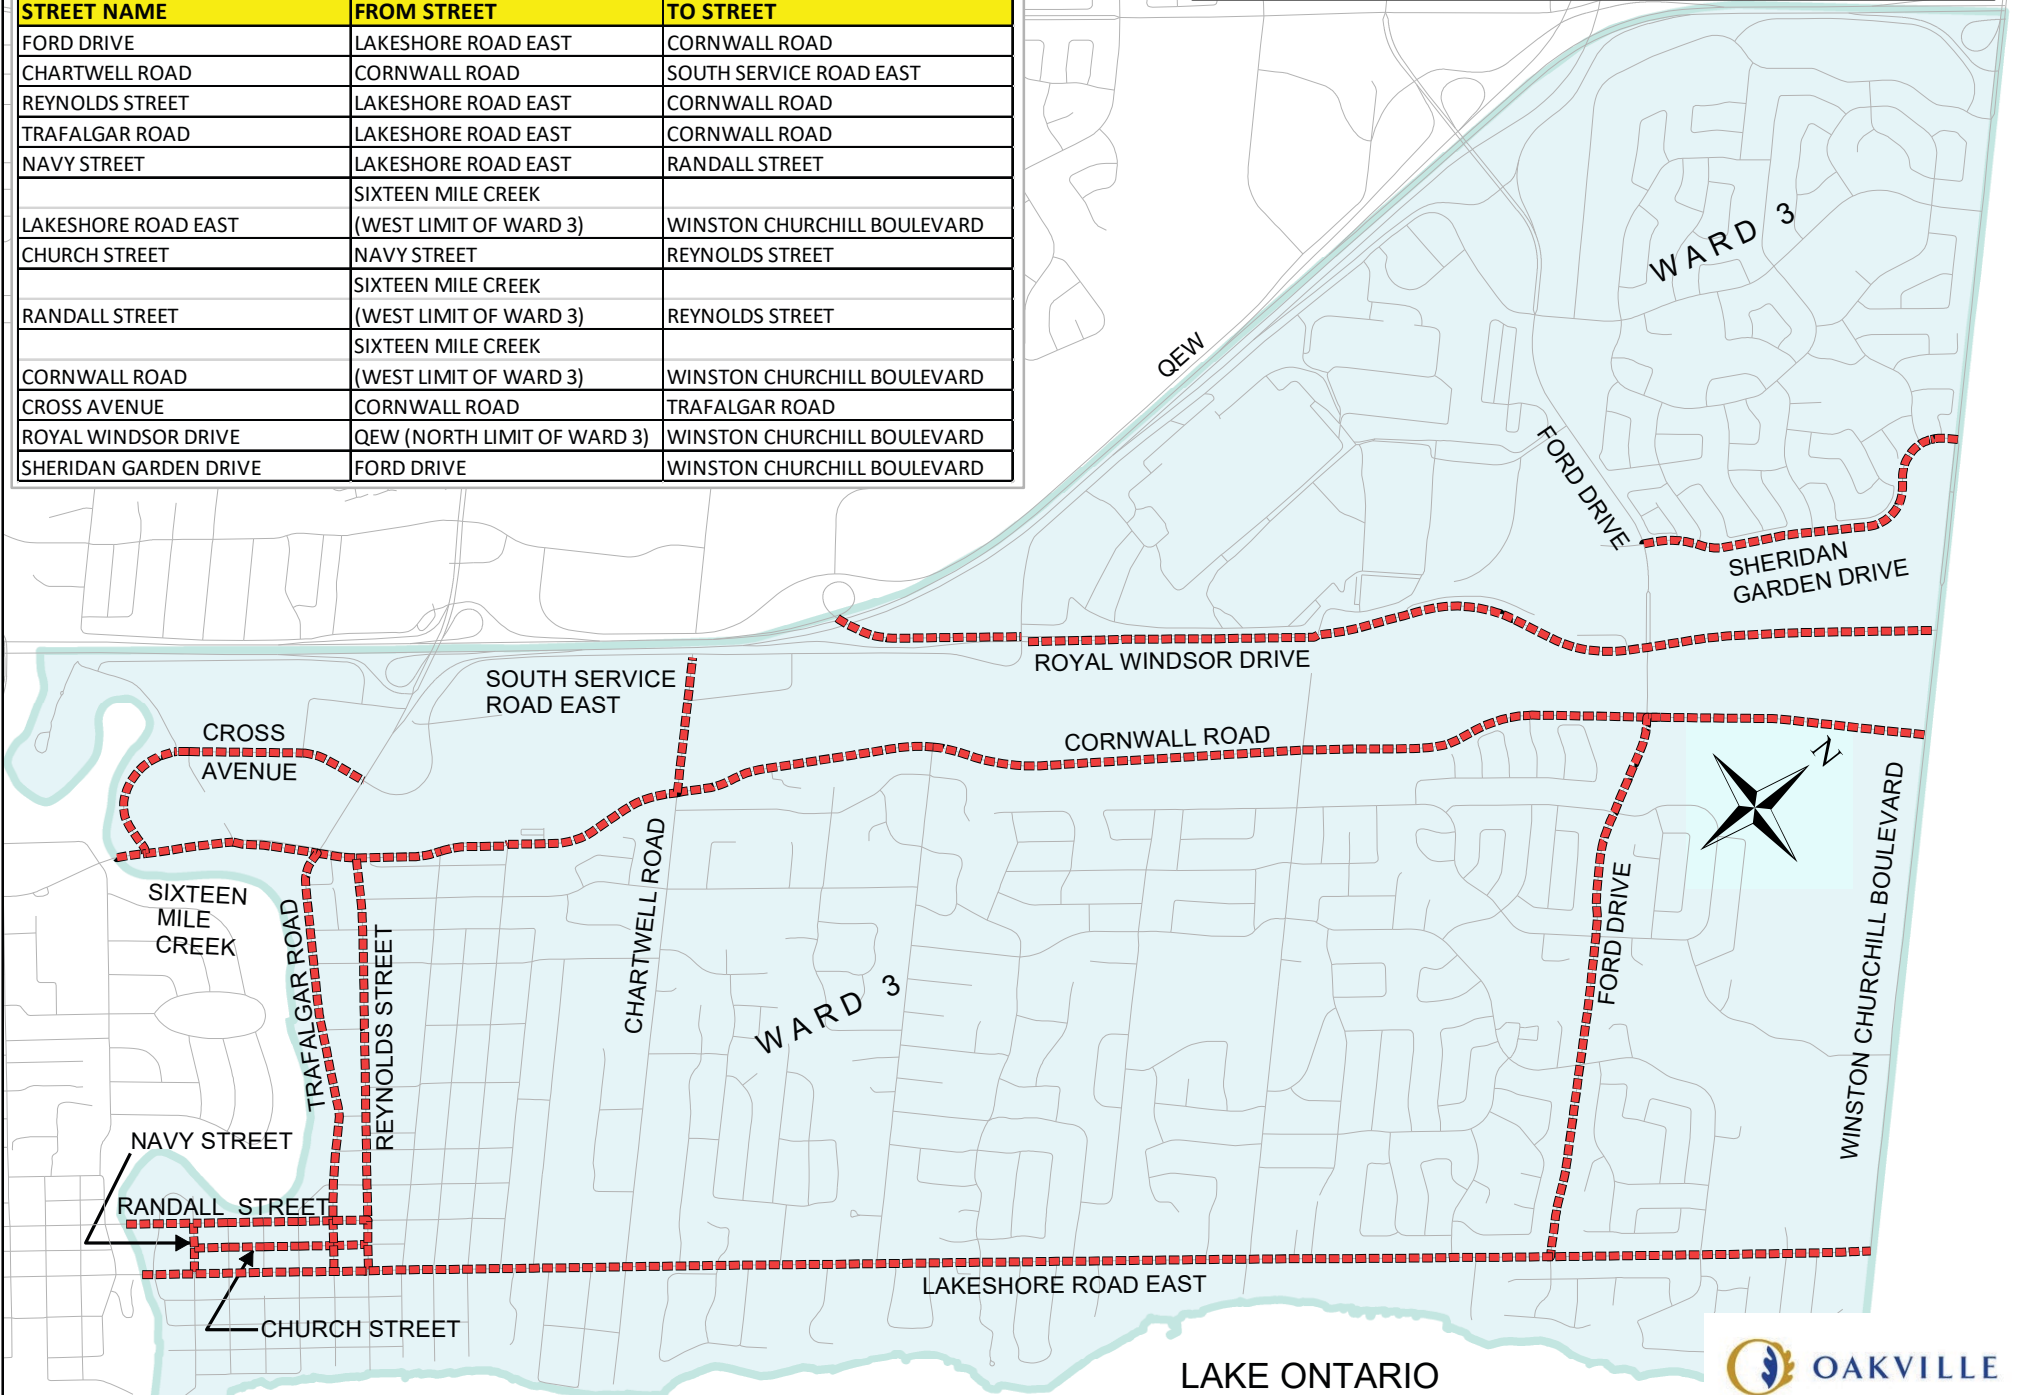 STREET NAME FROM STREET TO STREET
FORD DRIVE LAKESHORE ROAD EAST CORNWALL ROAD
CHARTWELL ROAD CORNWALL ROAD SOUTH SERVICE ROAD EAST
REYNOLDS STREET LAKESHORE ROAD EAST CORNWALL ROAD
TRAFALGAR ROAD LAKESHORE ROAD EAST CORNWALL ROAD
NAVY STREET LAKESHORE ROAD EAST RANDALL STREET
SIXTEEN MILE CREEK
LAKESHORE ROAD EAST (WEST LIMIT OF WARD 3) WINSTON CHURCHILL BOULEVARD
CHURCH STREET NAVY STREET REYNOLDS STREET
SIXTEEN MILE CREEK
RANDALL STREET (WEST LIMIT OF WARD 3) REYNOLDS STREET
SIXTEEN MILE CREEK
CORNWALL ROAD (WEST LIMIT OF WARD 3) WINSTON CHURCHILL BOULEVARD
CROSS AVENUE CORNWALL ROAD TRAFALGAR ROAD
ROYAL WINDSOR DRIVE QEW (NORTH LIMIT OF WARD 3) WINSTON CHURCHILL BOULEVARD
SHERIDAN GARDEN DRIVE FORD DRIVE WINSTON CHURCHILL BOULEVARD
WARD 3
QEW
FORD DRIVE
SHERIDAN
GARDEN DRIVE
ROYAL WINDSOR DRIVE
SOUTH SERVICE
ROAD EAST
CROSS
AVENUE
CORNWALL ROAD
N
WINSTON CHURCHILL BOULEVARD
CHARTWELL ROAD
FORD DRIVE
SIXTEEN
MILE
CREEK
TRAFALGAR ROAD
REYNOLDS STREET
WARD 3
NAVY STREET
RANDALL STREET
LAKESHORE ROAD EAST
CHURCH STREET
LAKE ONTARIO
OAKVILLE